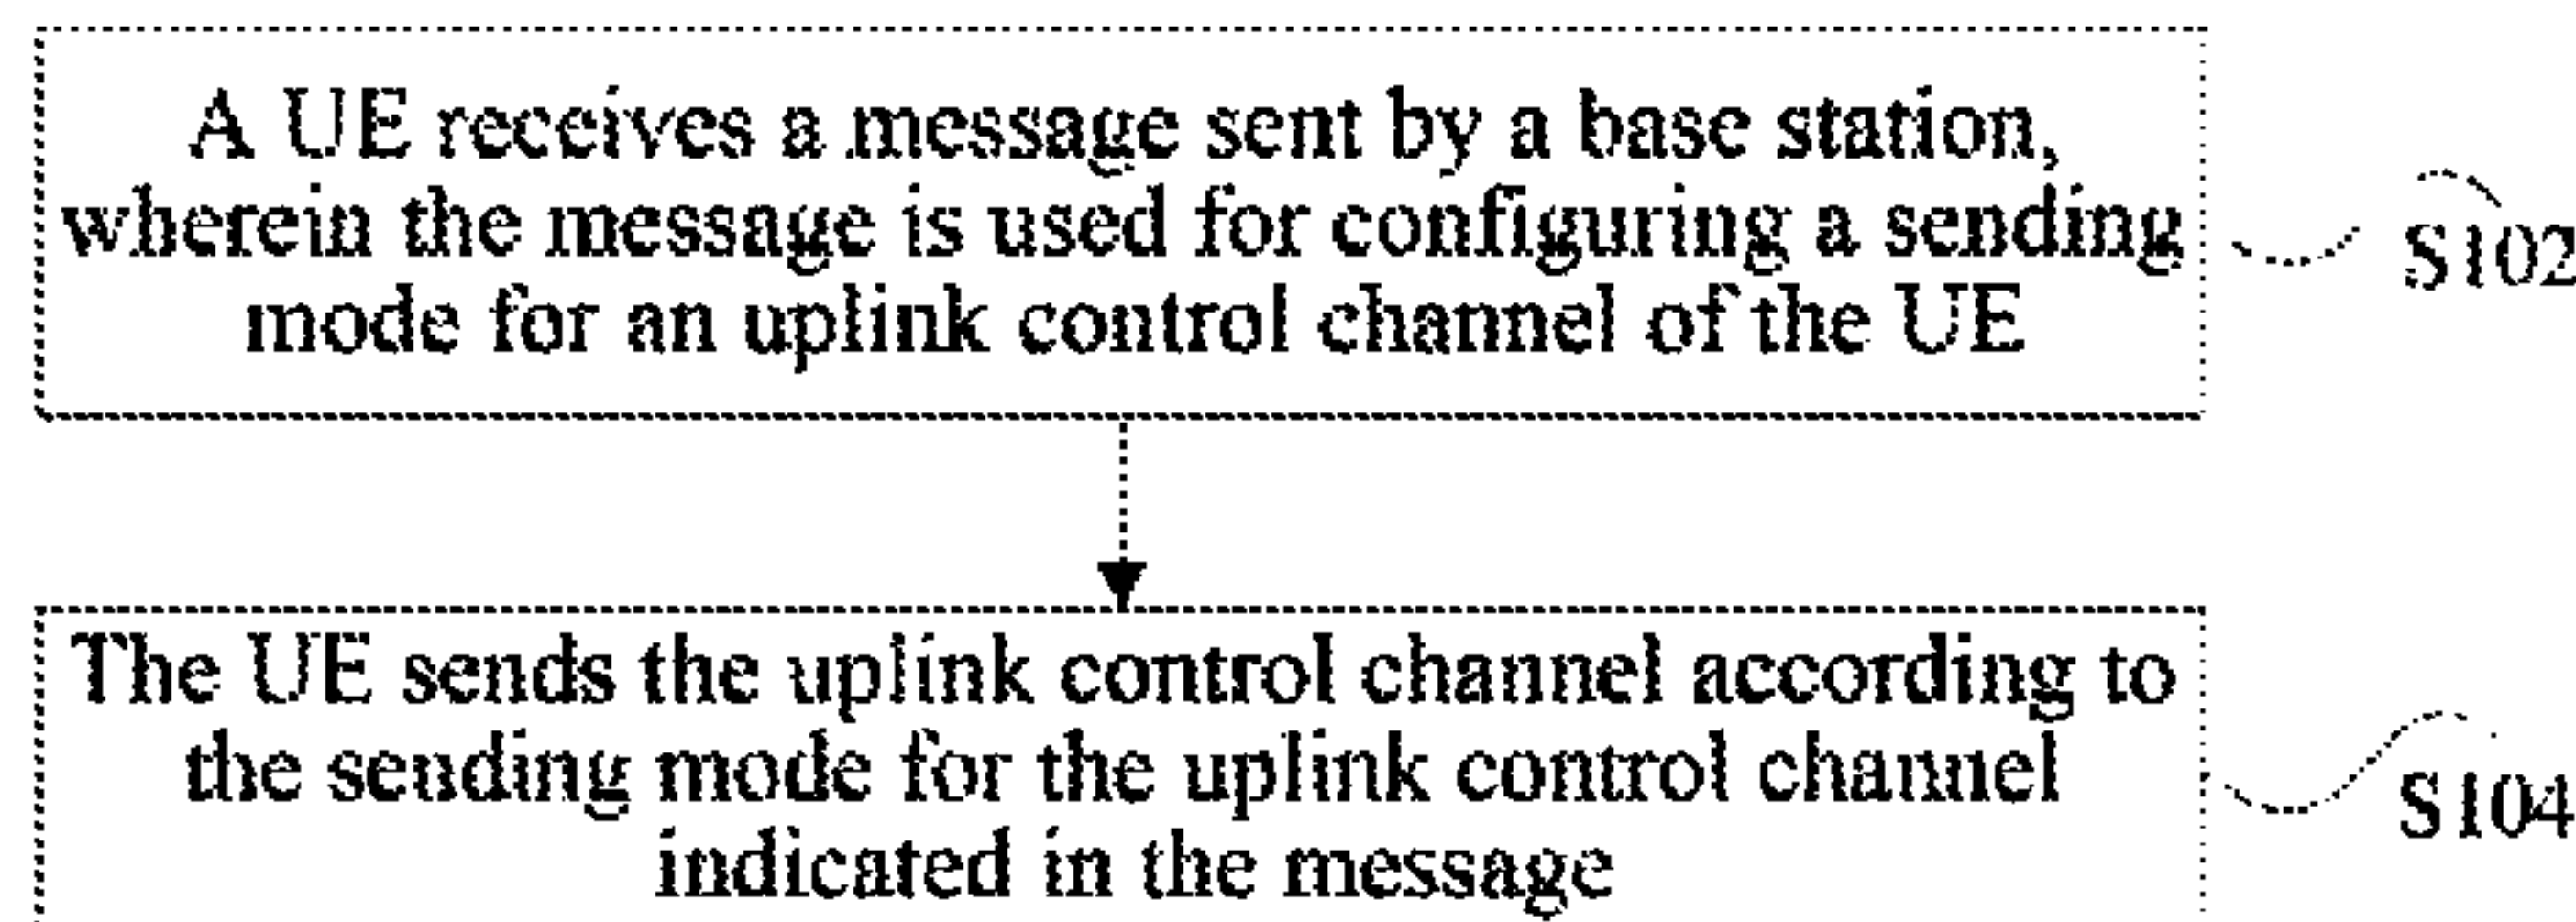 A UE receives a message sent by a base station,
wherein the message is used for configuring a sending
mode for an uplink control channel of the UE
S102
The UE sends the uplink control channel according to
the sending mode for the uplink control channel
indicated in the message
S104